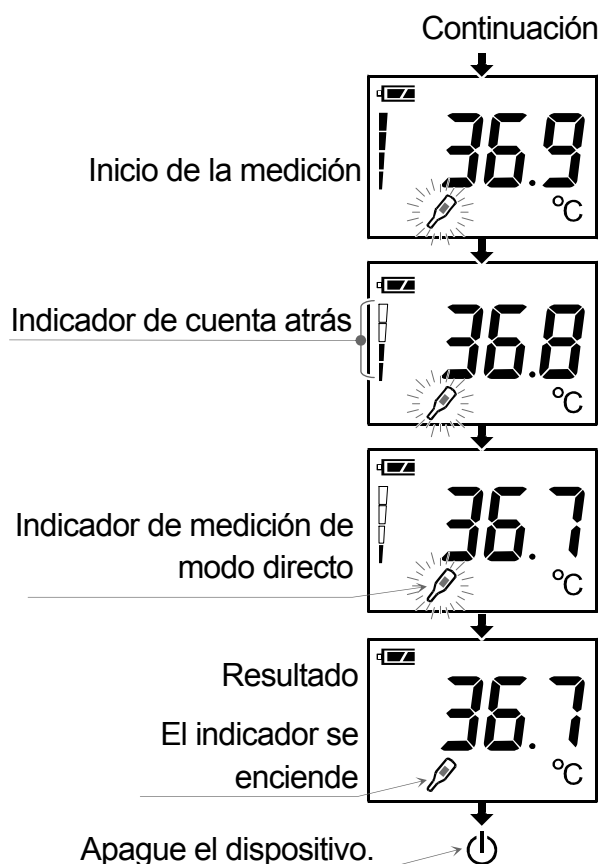 Continuación
36.9
°C
Inicio de la medición
36.8
°C
Indicador de cuenta atrás
36.7
°C
Indicador de medición de
modo directo
36.7
°C
Resultado
El indicador se
enciende
Apague el dispositivo.